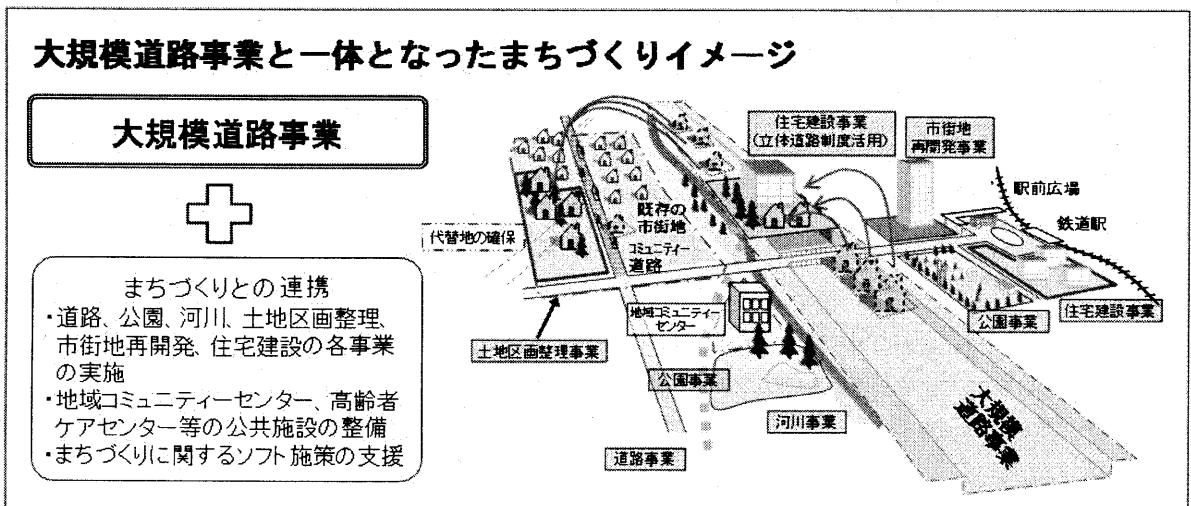 大規模道路事業と一体となったまちづくりイメージ
大規模道路事業
まちづくりとの連携
・道路、公園、河川、土地区画整理、
市街地再開発、住宅建設の各事業
の実施
・地域コミュニティーセンター、高齢者
ケアセンター等の公共施設の整備
・まちづくりに関するソフト施策の支援
住宅建設事業
(立体道路制度活用)
市街地
再開発事業
駅前広場
鉄道駅
代替地の確保
既存の
市街地
コミュニティー
道路
地域コミュニティー
センター
公園事業
住宅建設事業
土地区画整理事業
公園事業
河川事業
道路事業
大規模
道路事業